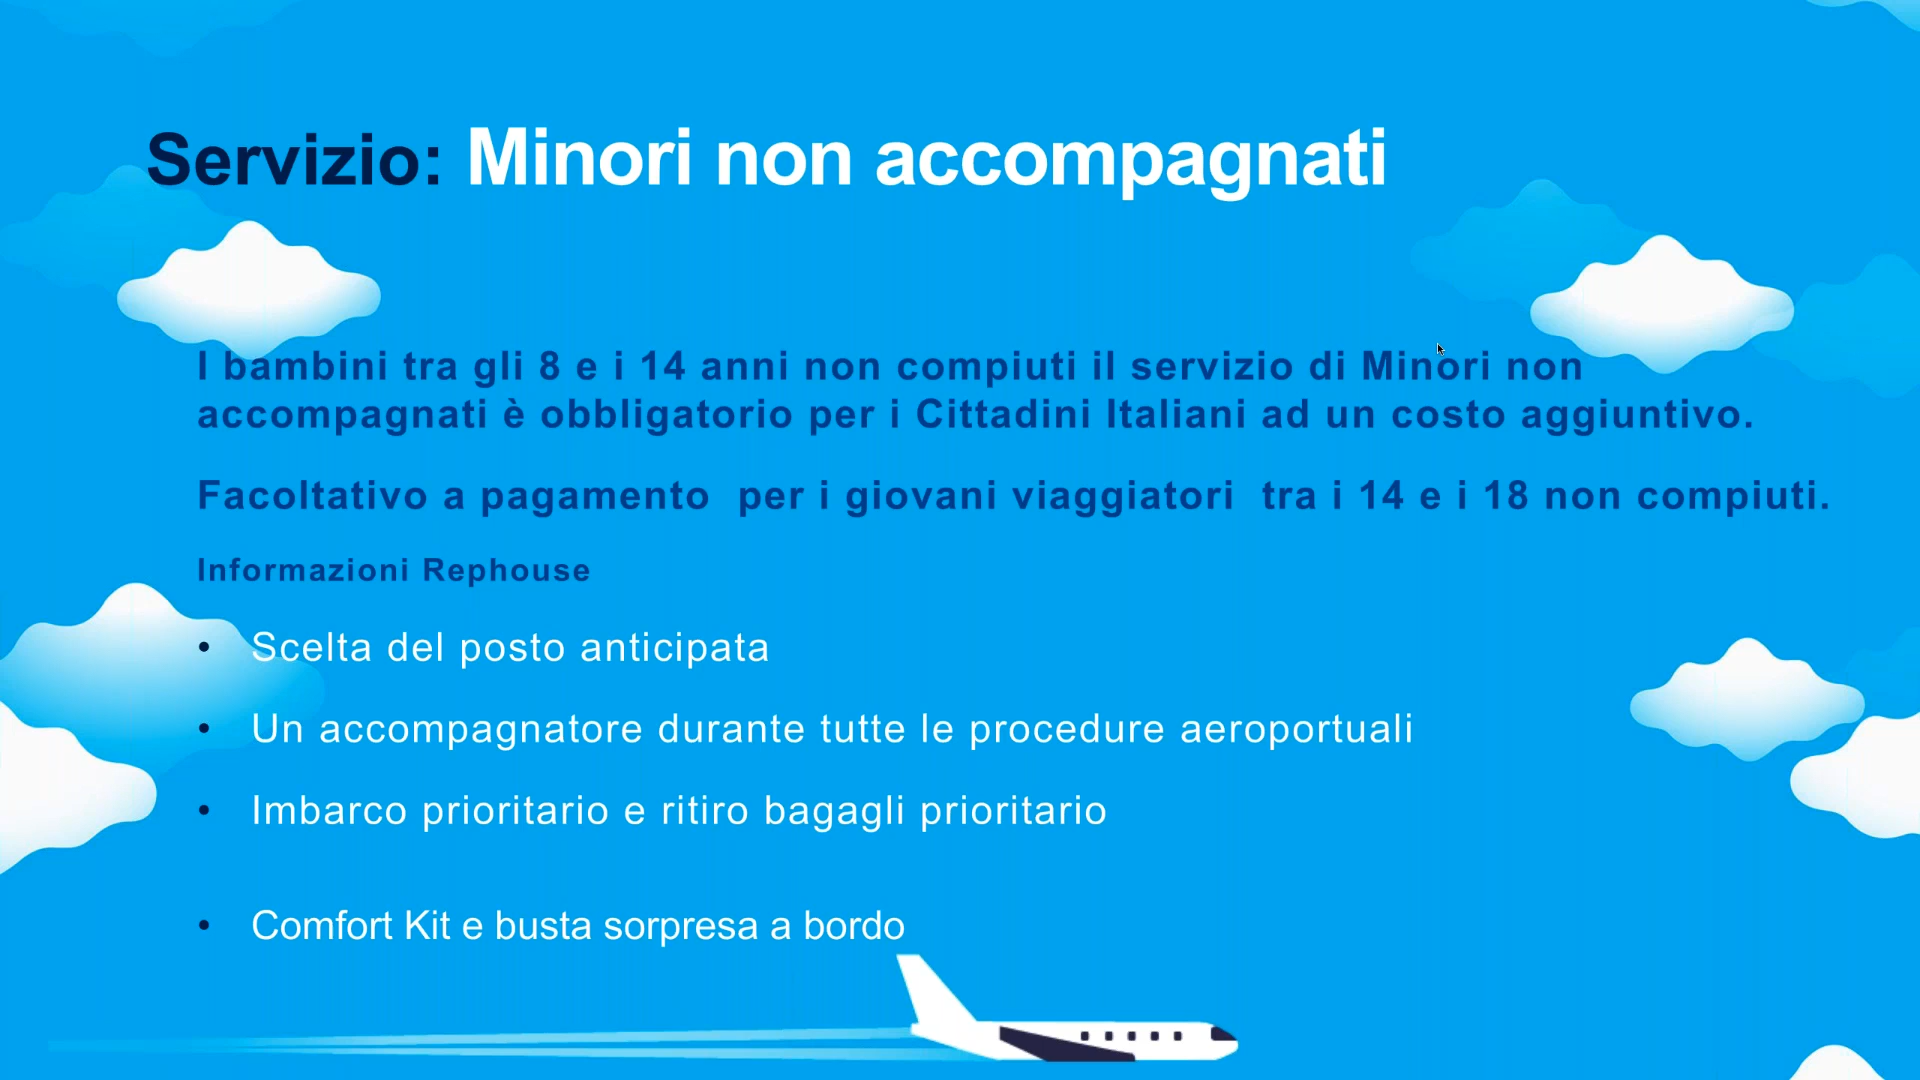 Servizio: Minori non accompagnati
I bambini tra gli 8 e i 14 anni non compiuti il servizio di Minori non
accompagnati è obbligatorio per i Cittadini Italiani ad un costo aggiuntivo.
Facoltativo a pagamento  per i giovani viaggiatori  tra i 14 e i 18 non compiuti.
Informazioni Rephouse
• Scelta del posto anticipata
• Un accompagnatore durante tutte le procedure aeroportuali
• Imbarco prioritario e ritiro bagagli prioritario
• Comfort Kit e busta sorpresa a bordo